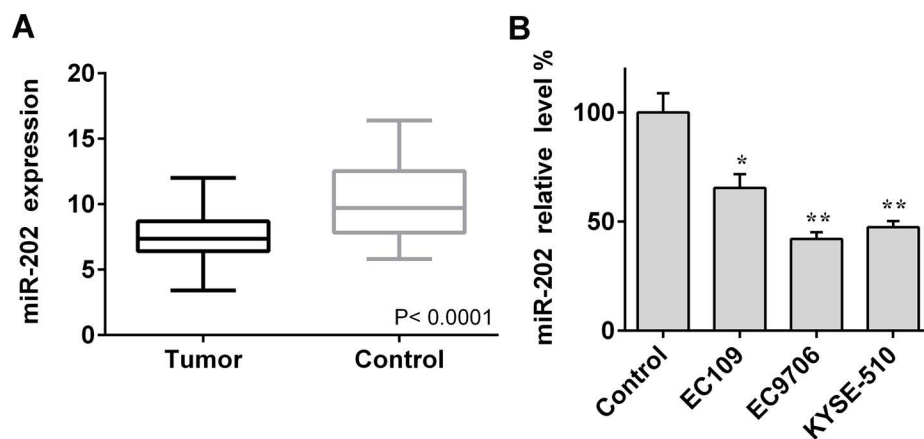 A
miR-202 expression
20
15
10
5
0
P< 0.0001
Tumor
Control
B
miR-202 relative level %
100
50
0
*
**
**
Control
EC109
EC9706
KYSE-510